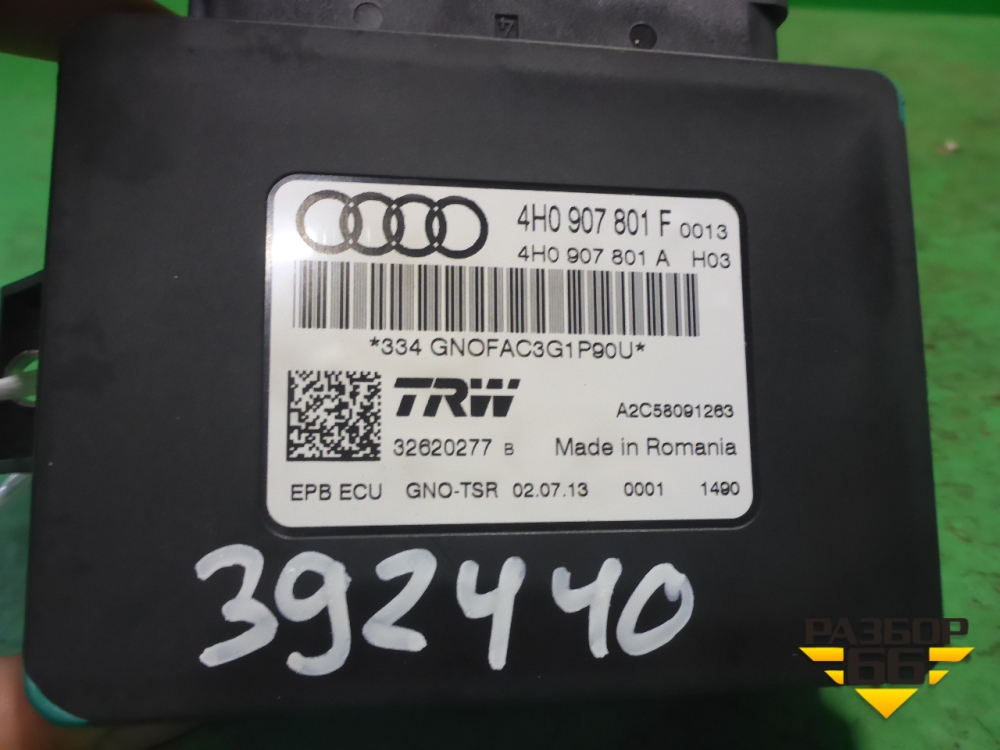 4
4H0 907 801 F 0013
4H0 907 801 A H03
*334 GNOFAC3G1P90U*
TRW
A2C58091263
32620277 B Made in Romania
EPB ECU GNO-TSR 02.07.13 0001 1490
392440
РАЗБОР
66